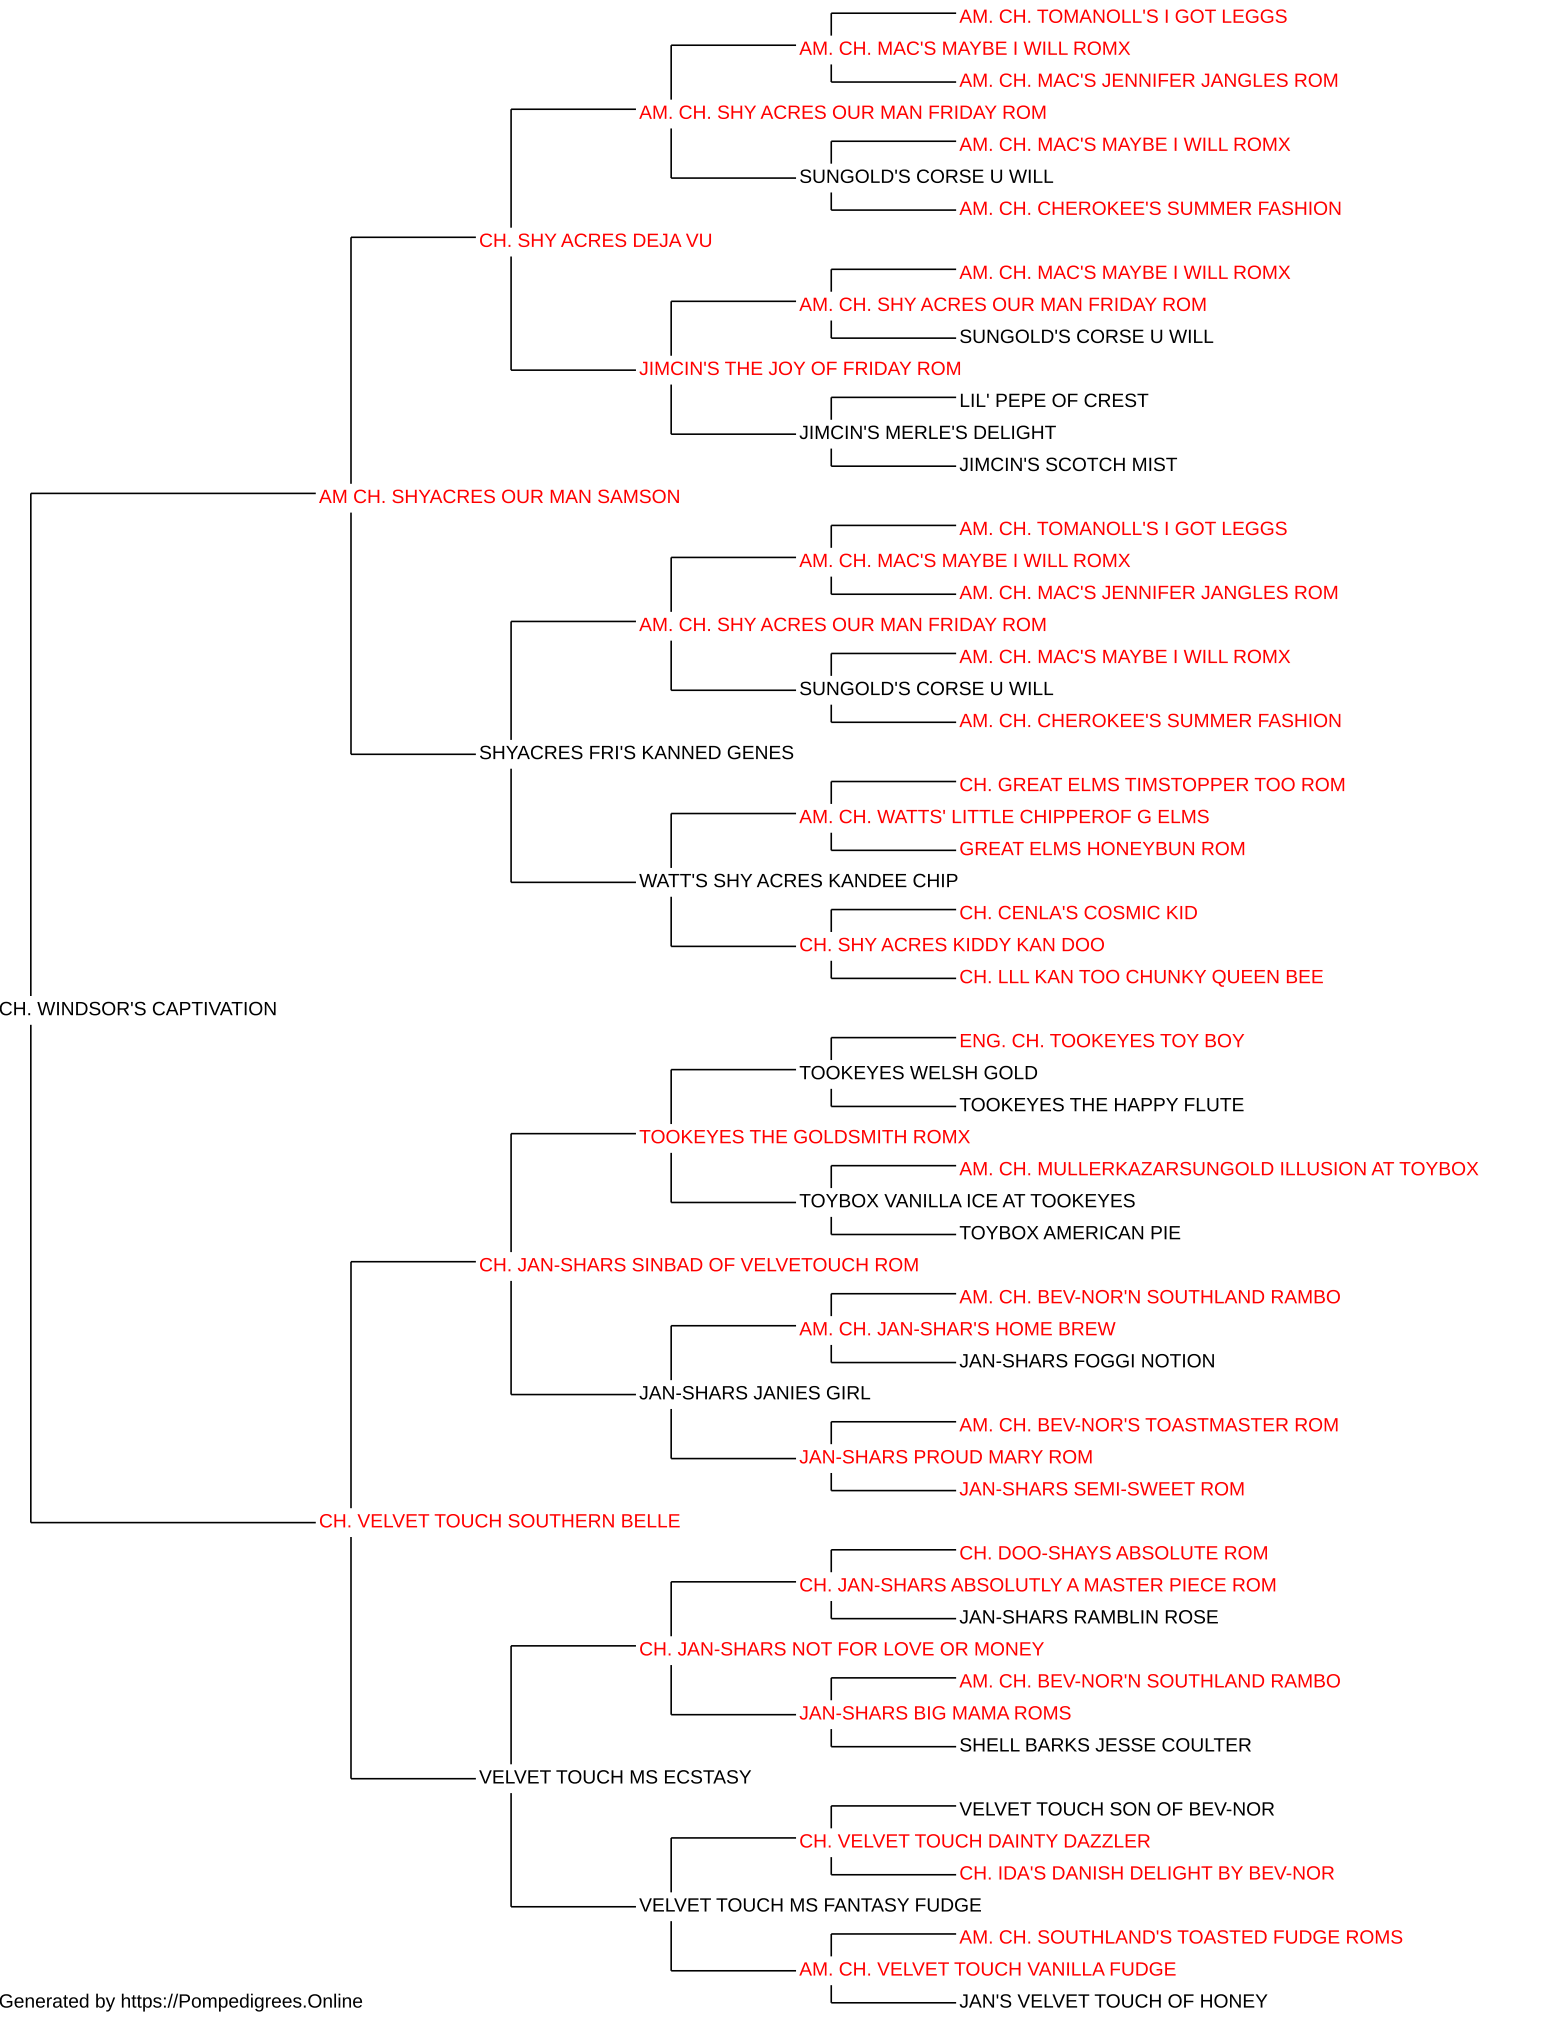 AM. CH. TOMANOLL'S I GOT LEGGS
AM. CH. MAC'S MAYBE I WILL ROMX
AM. CH. MAC'S JENNIFER JANGLES ROM
AM. CH. SHY ACRES OUR MAN FRIDAY ROM
AM. CH. MAC'S MAYBE I WILL ROMX
SUNGOLD'S CORSE U WILL
AM. CH. CHEROKEE'S SUMMER FASHION
CH. SHY ACRES DEJA VU
AM. CH. MAC'S MAYBE I WILL ROMX
AM. CH. SHY ACRES OUR MAN FRIDAY ROM
SUNGOLD'S CORSE U WILL
JIMCIN'S THE JOY OF FRIDAY ROM
LIL' PEPE OF CREST
JIMCIN'S MERLE'S DELIGHT
JIMCIN'S SCOTCH MIST
AM CH. SHYACRES OUR MAN SAMSON
AM. CH. TOMANOLL'S I GOT LEGGS
AM. CH. MAC'S MAYBE I WILL ROMX
AM. CH. MAC'S JENNIFER JANGLES ROM
AM. CH. SHY ACRES OUR MAN FRIDAY ROM
AM. CH. MAC'S MAYBE I WILL ROMX
SUNGOLD'S CORSE U WILL
AM. CH. CHEROKEE'S SUMMER FASHION
SHYACRES FRI'S KANNED GENES
CH. GREAT ELMS TIMSTOPPER TOO ROM
AM. CH. WATTS' LITTLE CHIPPEROF G ELMS
GREAT ELMS HONEYBUN ROM
WATT'S SHY ACRES KANDEE CHIP
CH. CENLA'S COSMIC KID
CH. SHY ACRES KIDDY KAN DOO
CH. LLL KAN TOO CHUNKY QUEEN BEE
CH. WINDSOR'S CAPTIVATION
ENG. CH. TOOKEYES TOY BOY
TOOKEYES WELSH GOLD
TOOKEYES THE HAPPY FLUTE
TOOKEYES THE GOLDSMITH ROMX
AM. CH. MULLERKAZARSUNGOLD ILLUSION AT TOYBOX
TOYBOX VANILLA ICE AT TOOKEYES
TOYBOX AMERICAN PIE
CH. JAN-SHARS SINBAD OF VELVETOUCH ROM
AM. CH. BEV-NOR'N SOUTHLAND RAMBO
AM. CH. JAN-SHAR'S HOME BREW
JAN-SHARS FOGGI NOTION
JAN-SHARS JANIES GIRL
AM. CH. BEV-NOR'S TOASTMASTER ROM
JAN-SHARS PROUD MARY ROM
JAN-SHARS SEMI-SWEET ROM
CH. VELVET TOUCH SOUTHERN BELLE
CH. DOO-SHAYS ABSOLUTE ROM
CH. JAN-SHARS ABSOLUTLY A MASTER PIECE ROM
JAN-SHARS RAMBLIN ROSE
CH. JAN-SHARS NOT FOR LOVE OR MONEY
AM. CH. BEV-NOR'N SOUTHLAND RAMBO
JAN-SHARS BIG MAMA ROMS
SHELL BARKS JESSE COULTER
VELVET TOUCH MS ECSTASY
VELVET TOUCH SON OF BEV-NOR
CH. VELVET TOUCH DAINTY DAZZLER
CH. IDA'S DANISH DELIGHT BY BEV-NOR
VELVET TOUCH MS FANTASY FUDGE
AM. CH. SOUTHLAND'S TOASTED FUDGE ROMS
AM. CH. VELVET TOUCH VANILLA FUDGE
JAN'S VELVET TOUCH OF HONEY
Generated by https://Pompedigrees.Online